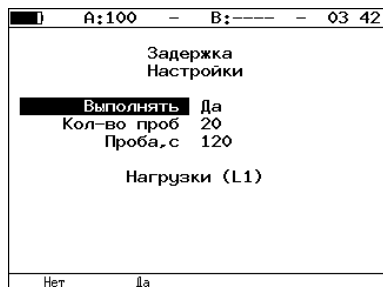 A:100 – B:---- – 03 42
Задержка
Настройки
Выполнять Да
Кол-во проб 20
Проба,с 120
Нагрузки (L1)
Нет Да